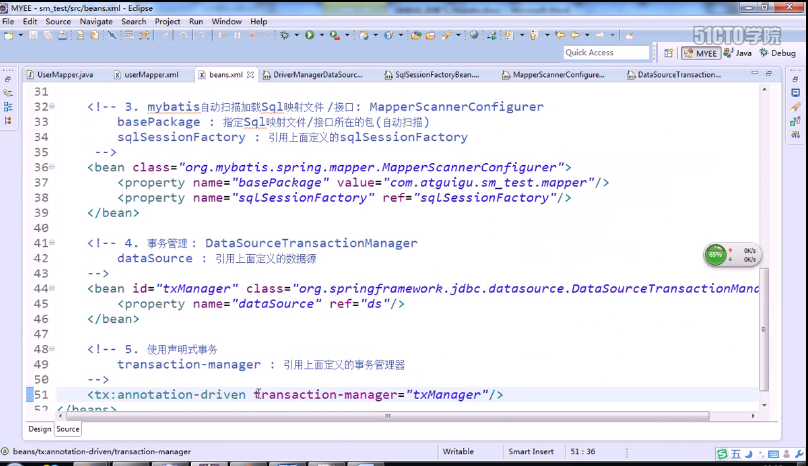 MYEE - sm_test/src/beans.xml - Eclipse
File Edit Source Navigate Search Project Run Window Help
51CTO学院
Quick Access
MYEE Java Debug
UserMapper.java userMapper.xml beans.xml DriverManagerDataSourc... SqlSessionFactoryBean.... MapperScannerConfigure... DataSourceTransaction...
31
32 <!-- 3. mybatis自动扫描加载Sql映射文件/接口: MapperScannerConfigurer
33 basePackage : 指定Sql映射文件/接口所在的包(自动扫描)
34 sqlSessionFactory : 引用上面定义的sqlSessionFactory
35 -->
36 <bean class="org.mybatis.spring.mapper.MapperScannerConfigurer">
37 <property name="basePackage" value="com.atguigu.sm_test.mapper"/>
38 <property name="sqlSessionFactory" ref="sqlSessionFactory"/>
39 </bean>
40
41 <!-- 4. 事务管理 : DataSourceTransactionManager
42 dataSource : 引用上面定义的数据源
43 -->
44 <bean id="txManager" class="org.springframework.jdbc.datasource.DataSourceTransactionMana
45 <property name="dataSource" ref="ds"/>
46 </bean>
47
48 <!-- 5. 使用声明式事务
49 transaction-manager : 引用上面定义的事务管理器
50 -->
51 <tx:annotation-driven transaction-manager="txManager"/>
52 </beans>
65% 0K/s
0K/s
Design Source
beans/tx:annotation-driven/transaction-manager Writable Smart Insert 51 : 36
五